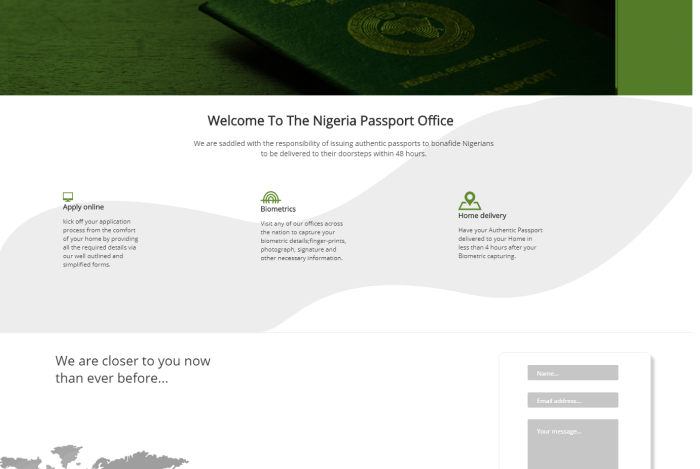 FEDERAL REPUBLIC OF NIGERIA
PASSPORT
Welcome To The Nigeria Passport Office
We are saddled with the responsibility of issuing authentic passports to bonafide Nigerians
to be delivered to their doorsteps within 48 hours.
Apply online
kick off your application
process from the comfort
of your home by providing
all the required details via
our well outlined and
simplified forms.
Biometrics
Visit any of our offices across
the nation to capture your
biometric details;finger-prints,
photograph, signature and
other necessary information.
Home delivery
Have your Authentic Passport
delivered to your Home in
less than 4 hours after your
Biometric capturing.
We are closer to you now
than ever before...
Name...
Email address...
Your message...